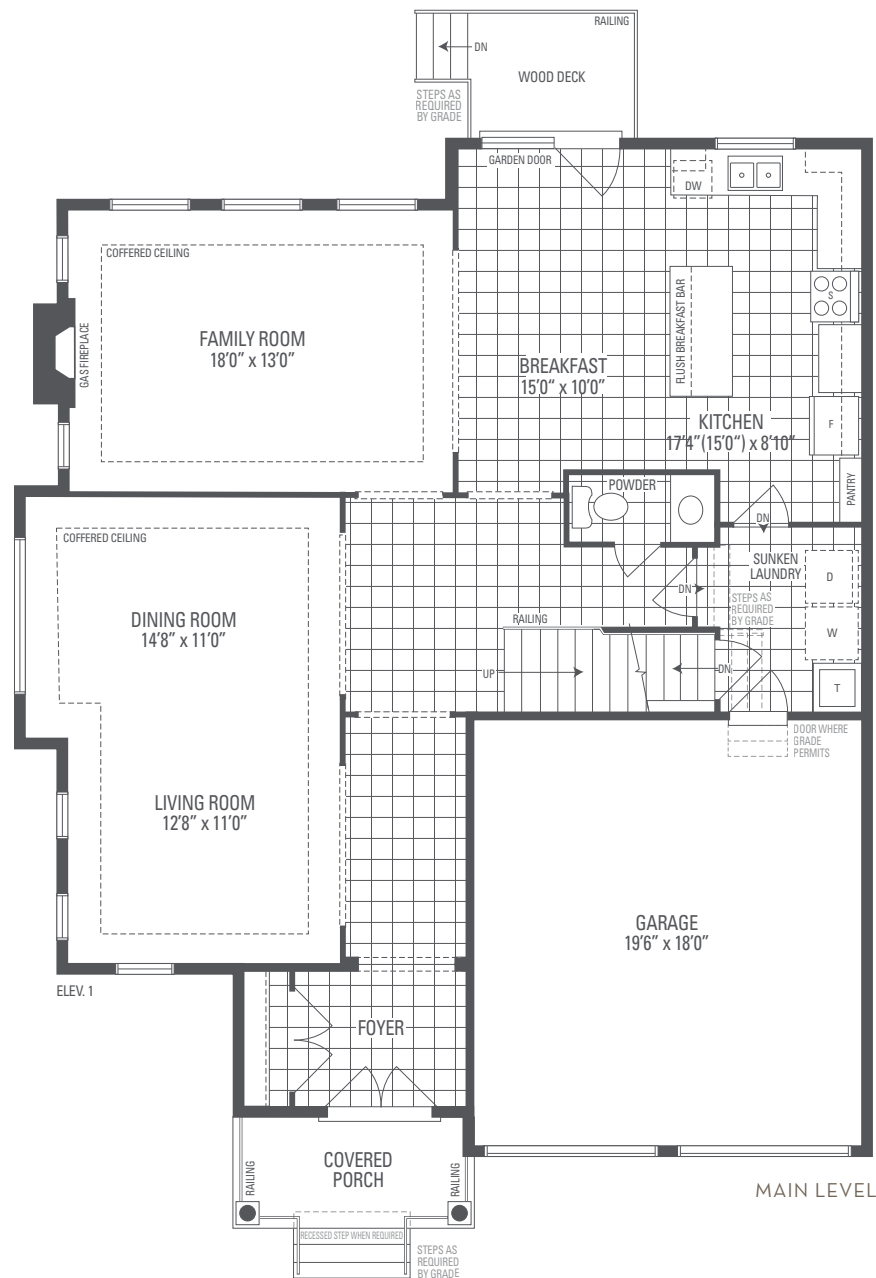 RAILING
DN
WOOD DECK
STEPS AS
REQUIRED
BY GRADE
GARDEN DOOR
DW
COFFERED CEILING
GAS FIREPLACE
FAMILY ROOM
18'0" x 13'0"
BREAKFAST
15'0" x 10'0"
FLUSH BREAKFAST BAR
S
KITCHEN
17'4"(15'0") x 8'10"
F
PANTRY
POWDER
DN
COFFERED CEILING
SUNKEN
LAUNDRY
D
DINING ROOM
14'8" x 11'0"
DN
STEPS AS
REQUIRED
BY GRADE
RAILING
W
UP
DN
T
DOOR WHERE
GRADE
PERMITS
LIVING ROOM
12'8" x 11'0"
GARAGE
19'6" x 18'0"
ELEV. 1
FOYER
COVERED
PORCH
RAILING
RAILING
MAIN LEVEL
RECESSED STEP WHEN REQUIRED
STEPS AS
REQUIRED
BY GRADE